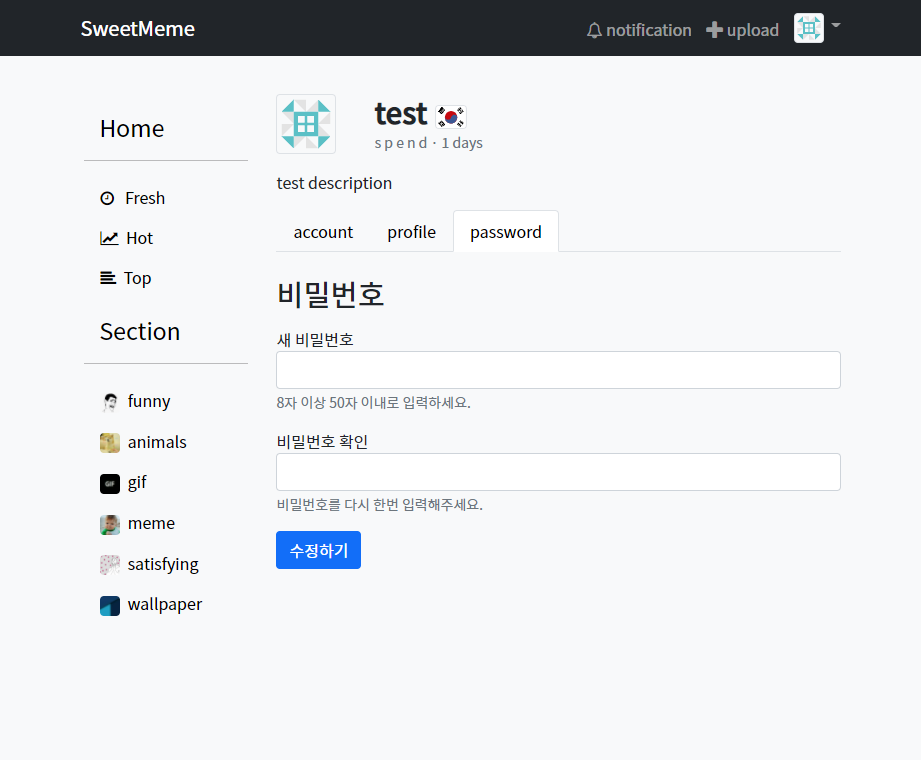 SweetMeme
notification
upload
Home
Fresh
Hot
Top
Section
funny
animals
GIF
gif
meme
satisfying
wallpaper
test
spend · 1 days
test description
account profile password
비밀번호
새 비밀번호
8자 이상 50자 이내로 입력하세요.
비밀번호 확인
비밀번호를 다시 한번 입력해주세요.
수정하기